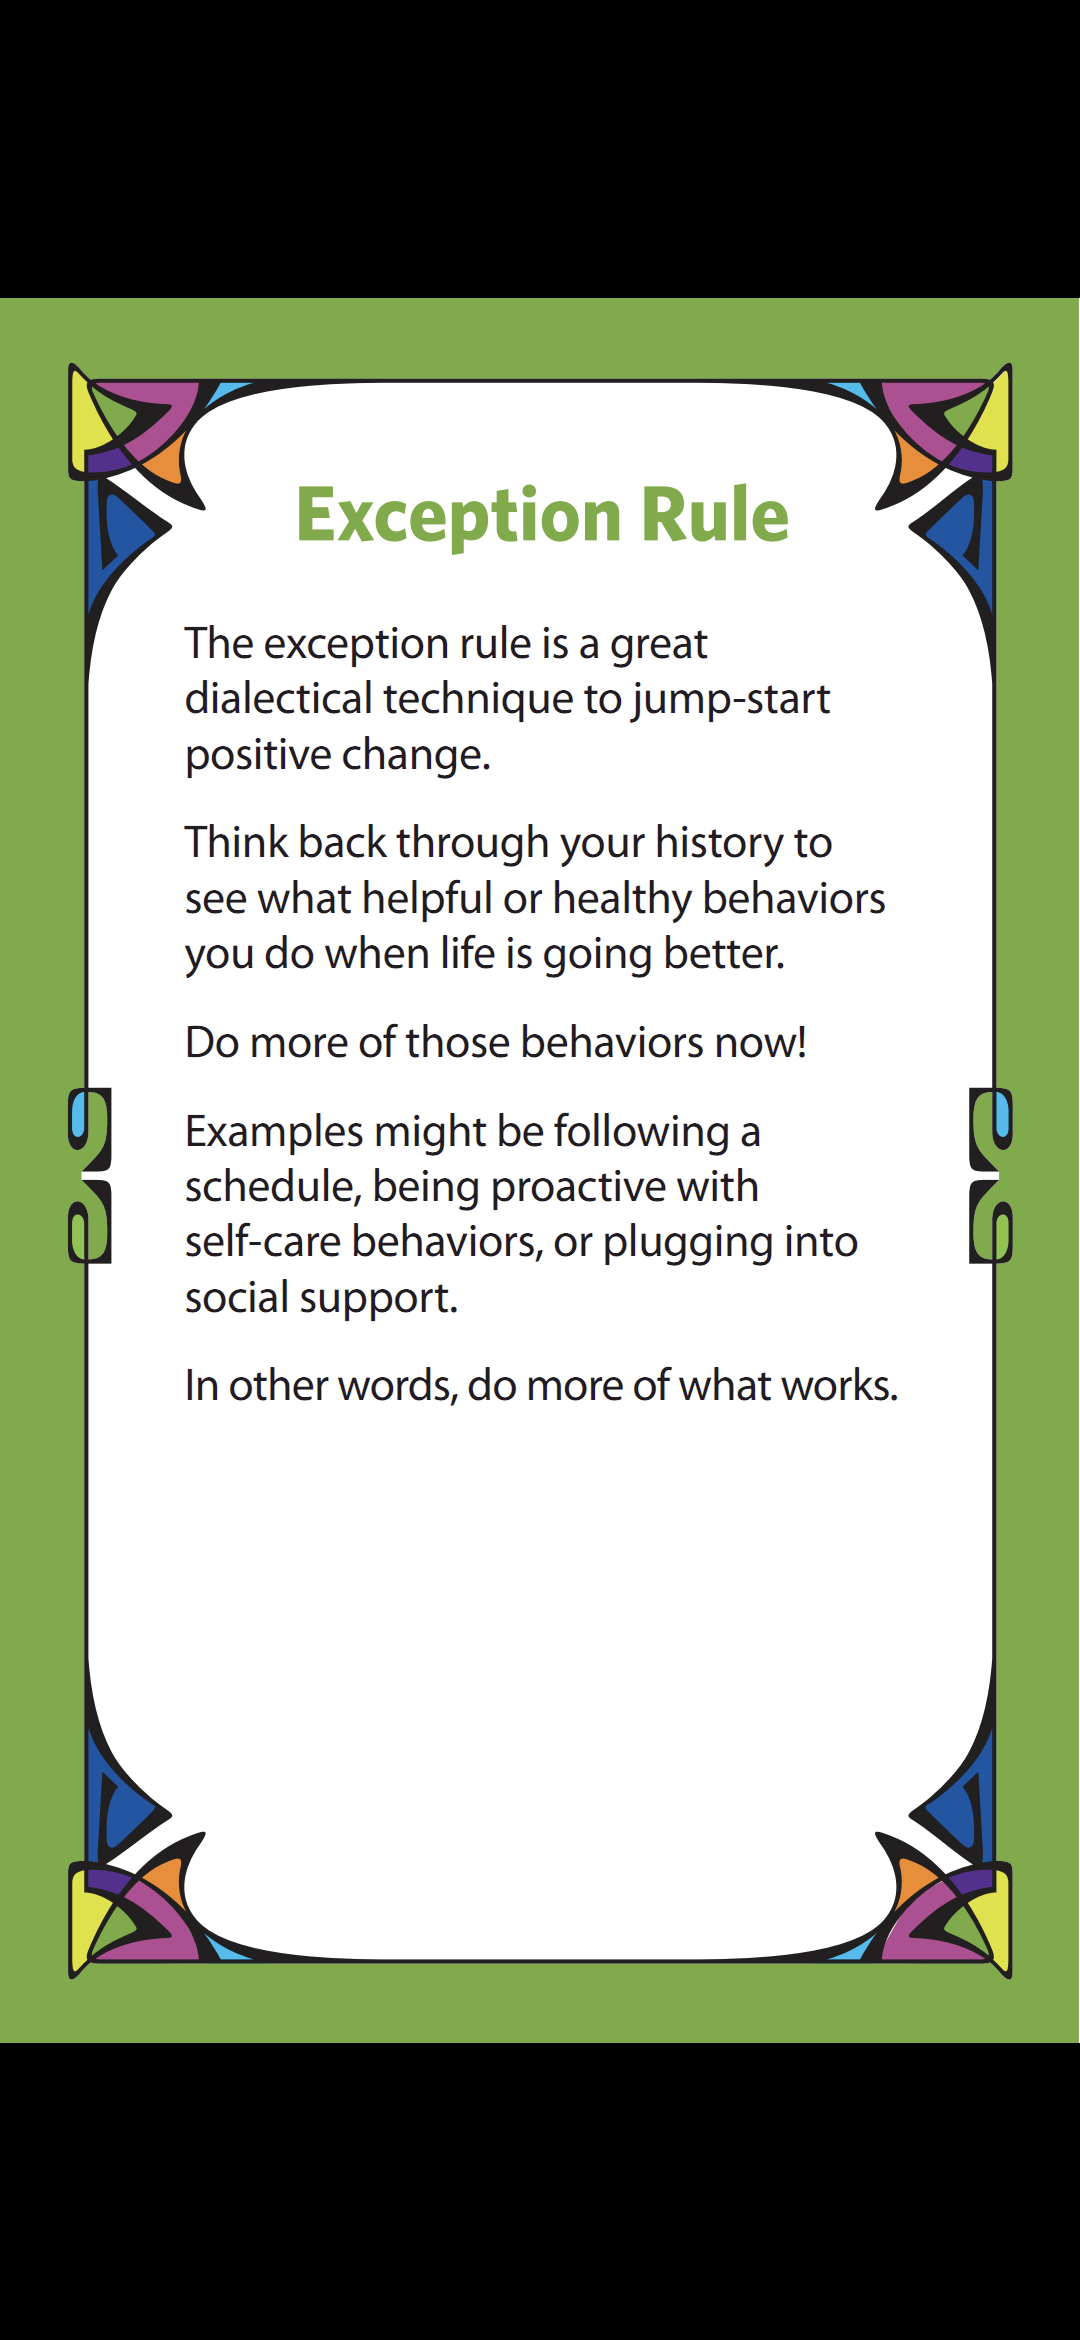 Exception Rule
The exception rule is a great
dialectical technique to jump-start
positive change.
Think back through your history to
see what helpful or healthy behaviors
you do when life is going better.
Do more of those behaviors now!
Examples might be following a
schedule, being proactive with
self-care behaviors, or plugging into
social support.
In other words, do more of what works.